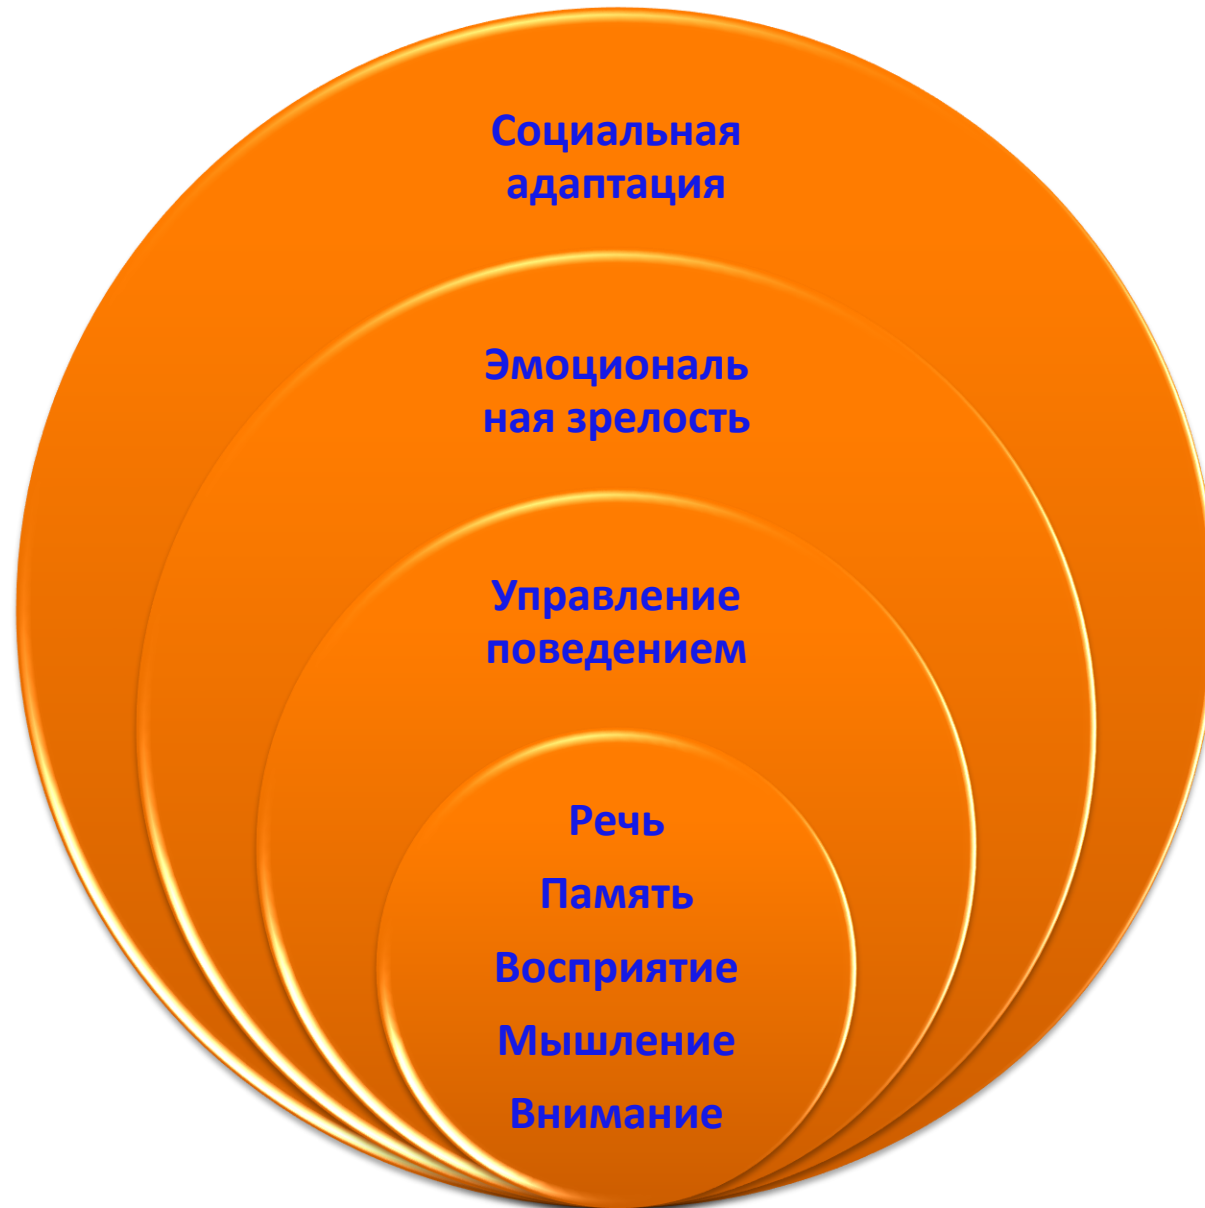 Социальная
адаптация
Эмоциональ
ная зрелость
Управление
поведением
Речь
Память
Восприятие
Мышление
Внимание